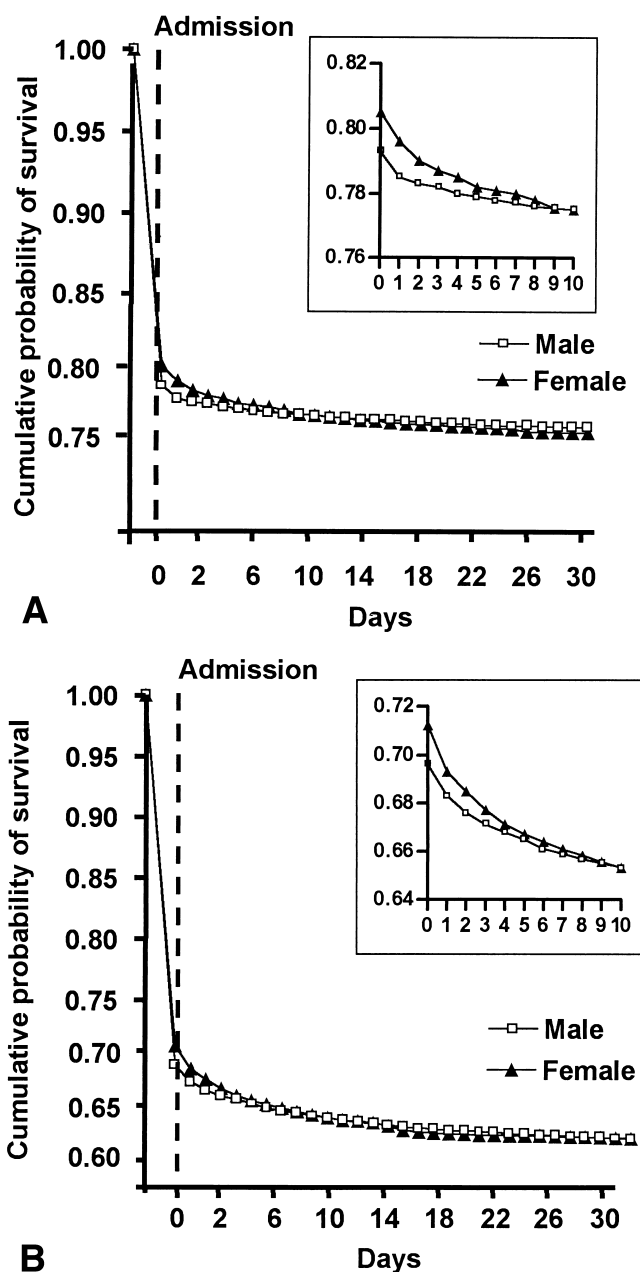 Admission
Cumulative probability of survival
1.00
0.95
0.90
0.85
0.80
0.75
0.82
0.80
0.78
0.76
0 1 2 3 4 5 6 7 8 9 10
Male
Female
0 2 6 10 14 18 22 26 30
Days
A
Admission
Cumulative probability of survival
1.00
0.95
0.90
0.85
0.80
0.75
0.70
0.65
0.60
0.72
0.70
0.68
0.66
0.64
0 1 2 3 4 5 6 7 8 9 10
Male
Female
0 2 6 10 14 18 22 26 30
Days
B